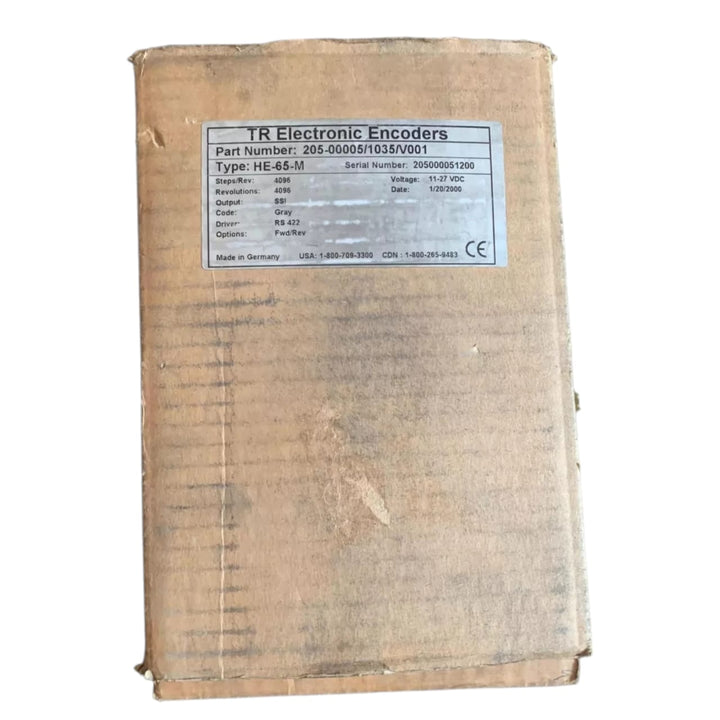 TR Electronic Encoders
Part Number: 205-00005/1035/V001
Type: HE-65-M Serial Number: 205000051200
Steps/Rev: 4096 Voltage: 11-27 VDC
Revolutions: 4096 Date: 1/20/2000
Output: SSI
Code: Gray
Driver: RS 422
Options: Fwd/Rev
Made in Germany USA: 1-800-709-3300 CDN : 1-800-265-9483 CE